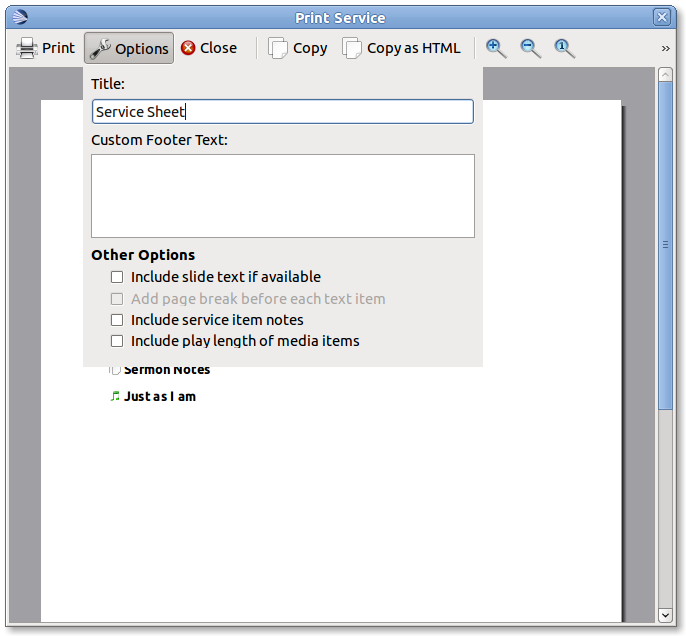 Print Service
Print Options Close Copy Copy as HTML »
Title:
Service Sheet
Custom Footer Text:
Other Options
Include slide text if available
Add page break before each text item
Include service item notes
Include play length of media items
Sermon Notes
Just as I am